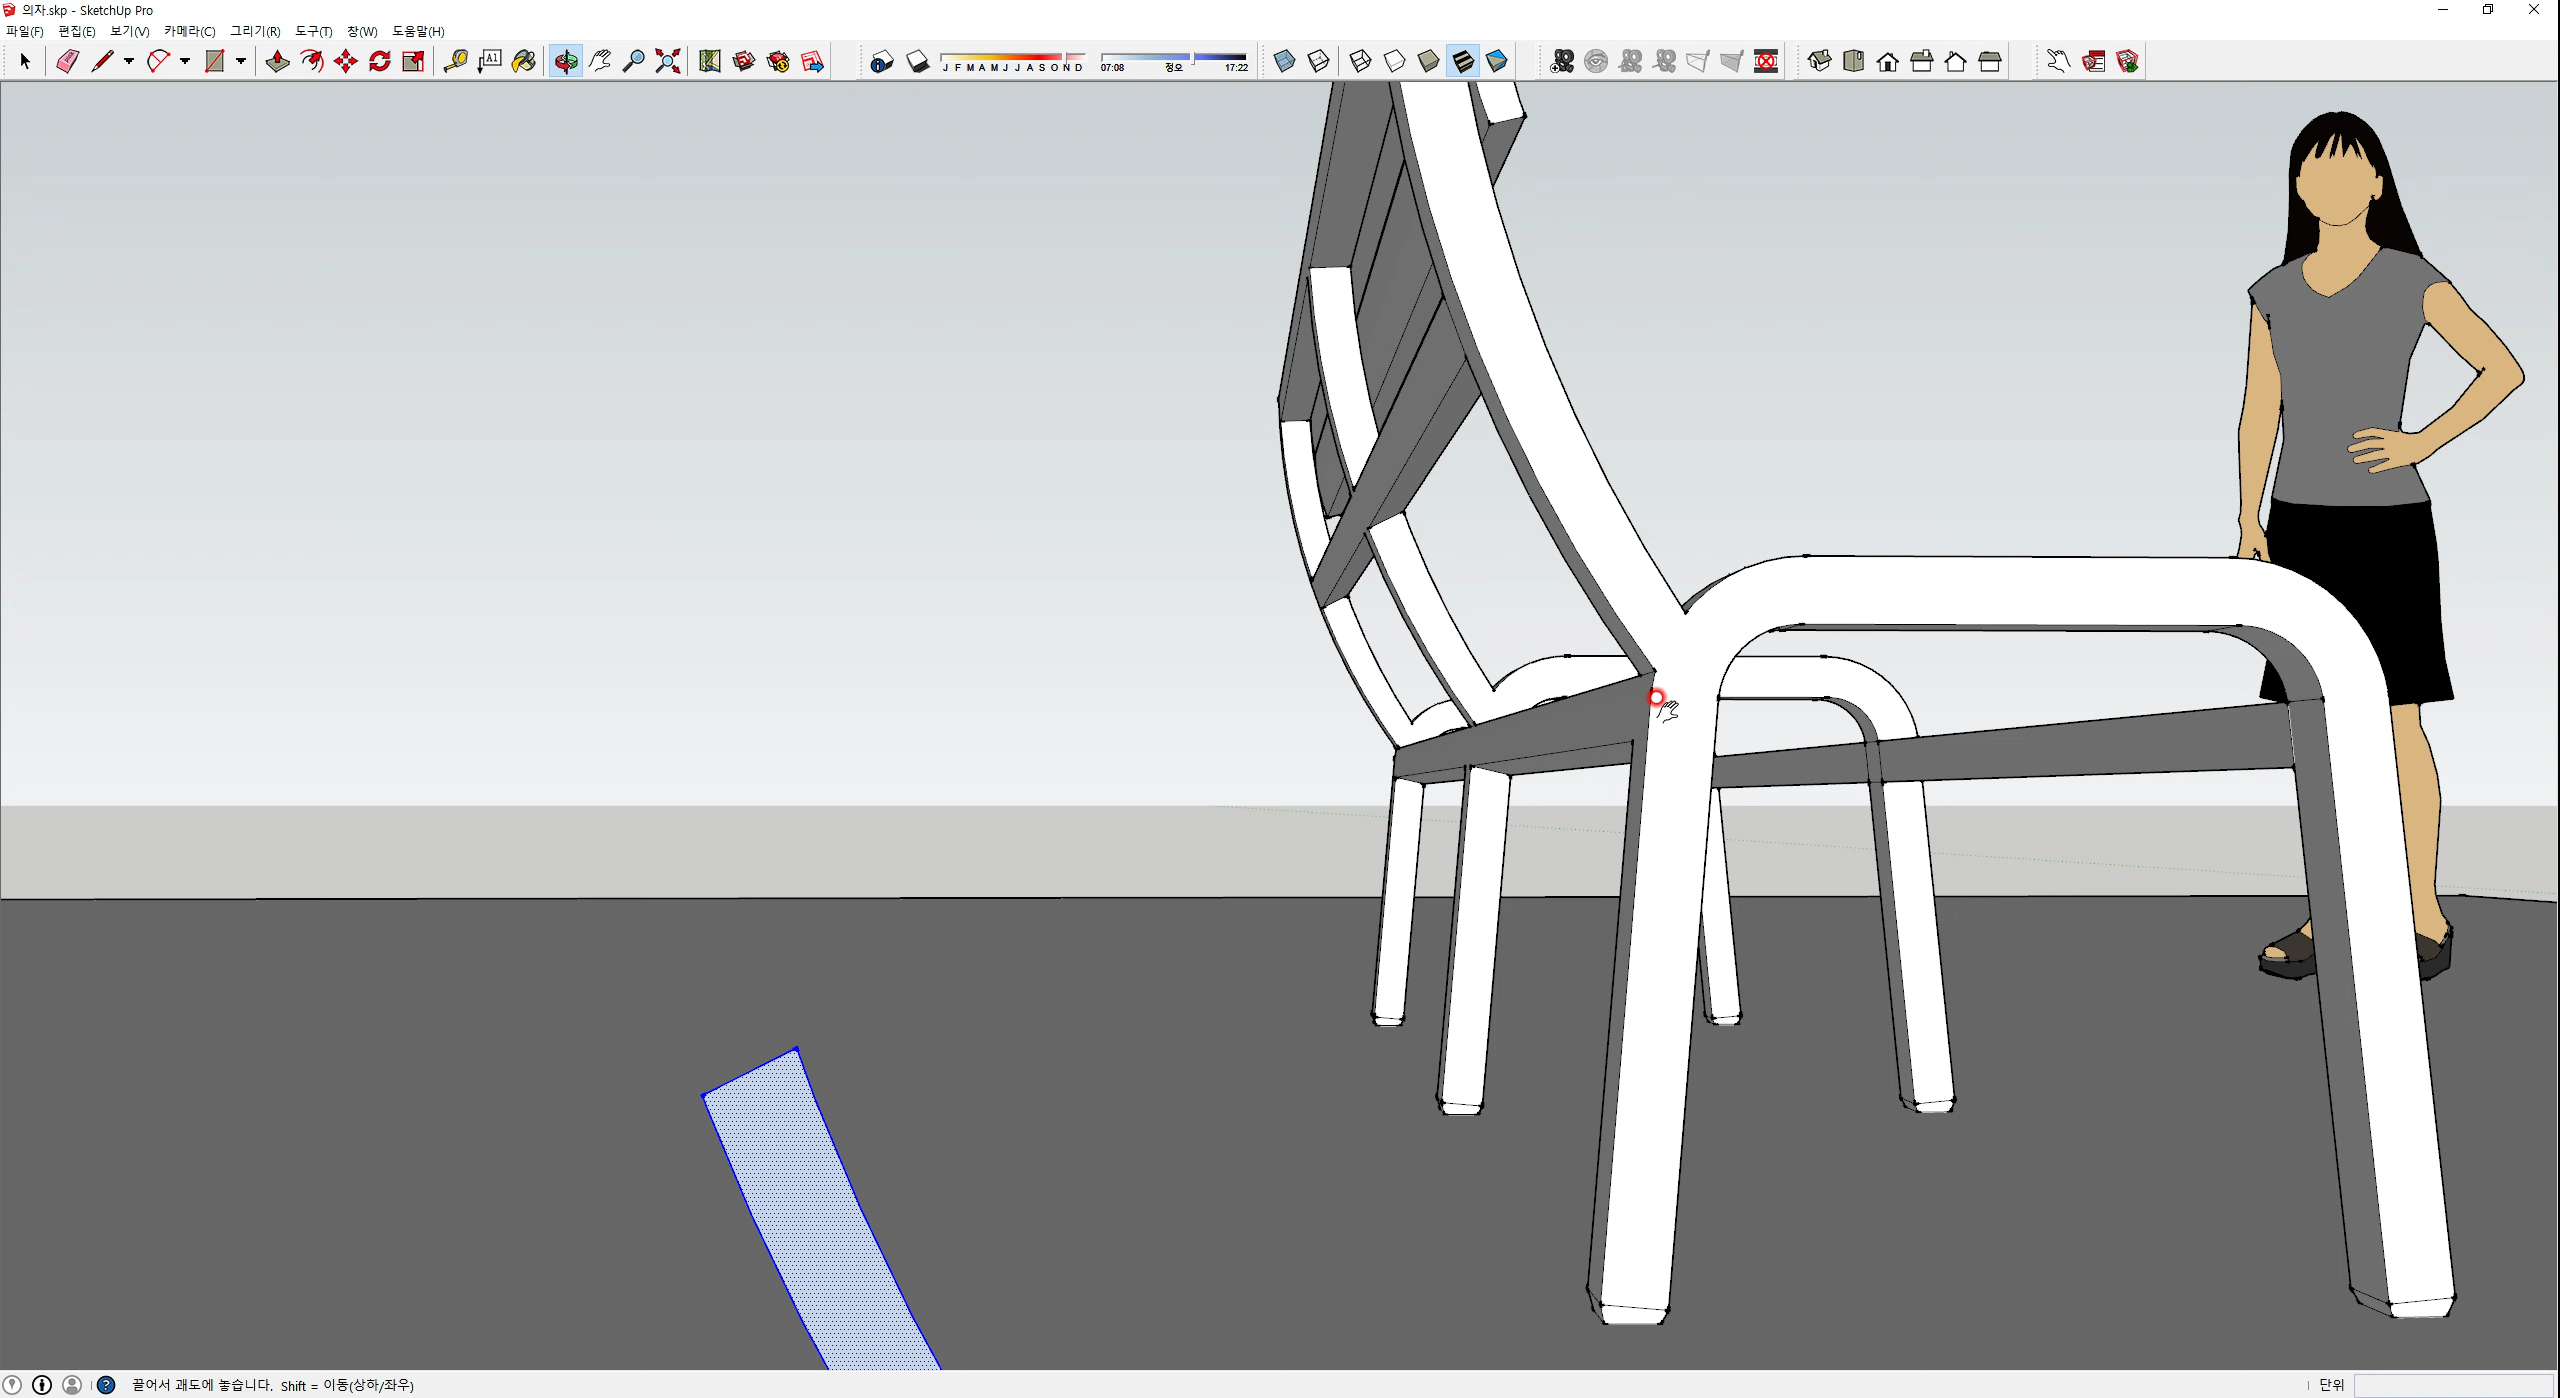 의자.skp - SketchUp Pro
파일(F) 편집(E) 보기(V) 카메라(C) 그리기(R) 도구(T) 창(W) 도움말(H)
A1
J F M A M J J A S O N D 07:08 정오 17:22
끌어서 괘도에 놓습니다. Shift = 이동(상하/좌우) 단위